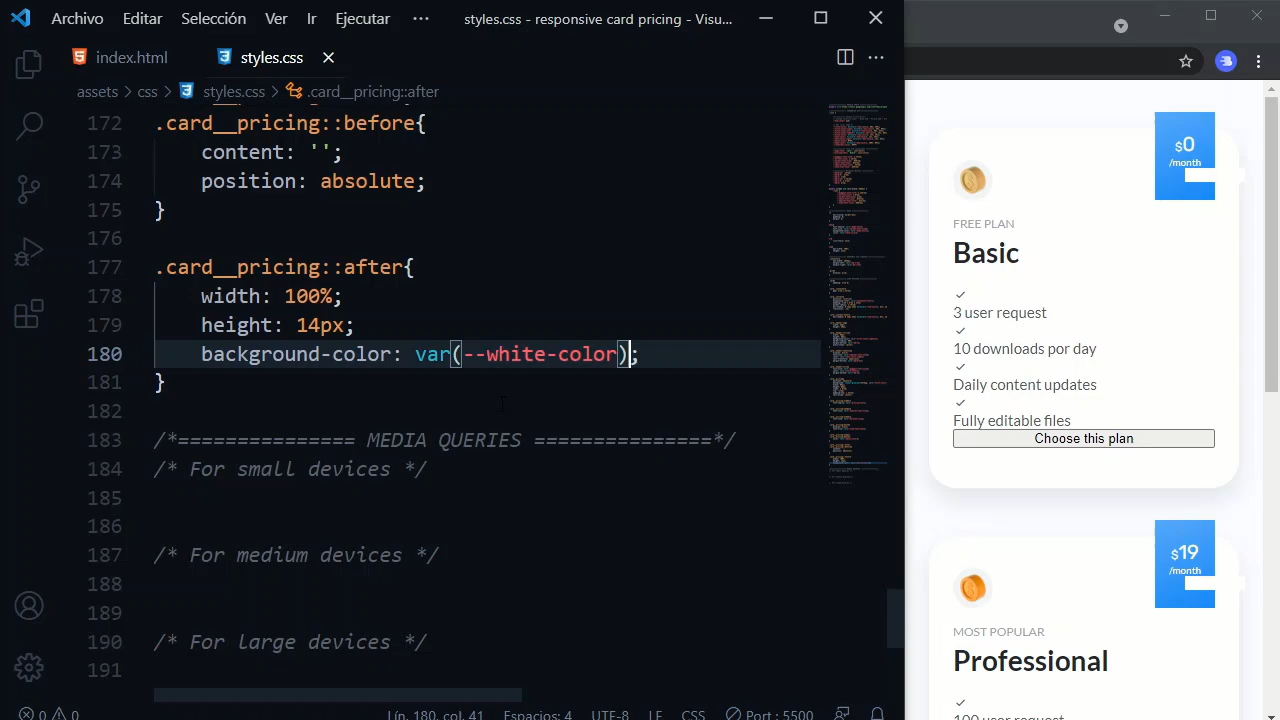 Archivo Editar Selección Ver Ir Ejecutar ··· styles.css - responsive card pricing - Visu...
index.html styles.css
assets > css > styles.css > .card__pricing::after
172 .card__pricing::before{
173 content: '';
174 position: absolute;
175 }
176
177 .card__pricing::after{
178 width: 100%;
179 height: 14px;
180 background-color: var(--white-color);
181 }
182
183 /*=============== MEDIA QUERIES ===============*/
184 /* For small devices */
185
186
187 /* For medium devices */
188
189
190 /* For large devices */
191
0 0 Lín. 180, col. 41 Espacios: 4 UTF-8 LF CSS Port : 5500
$0
/month
FREE PLAN
Basic
3 user request
10 downloads per day
Daily content updates
Fully editable files
Choose this plan
$19
/month
MOST POPULAR
Professional
100 user request